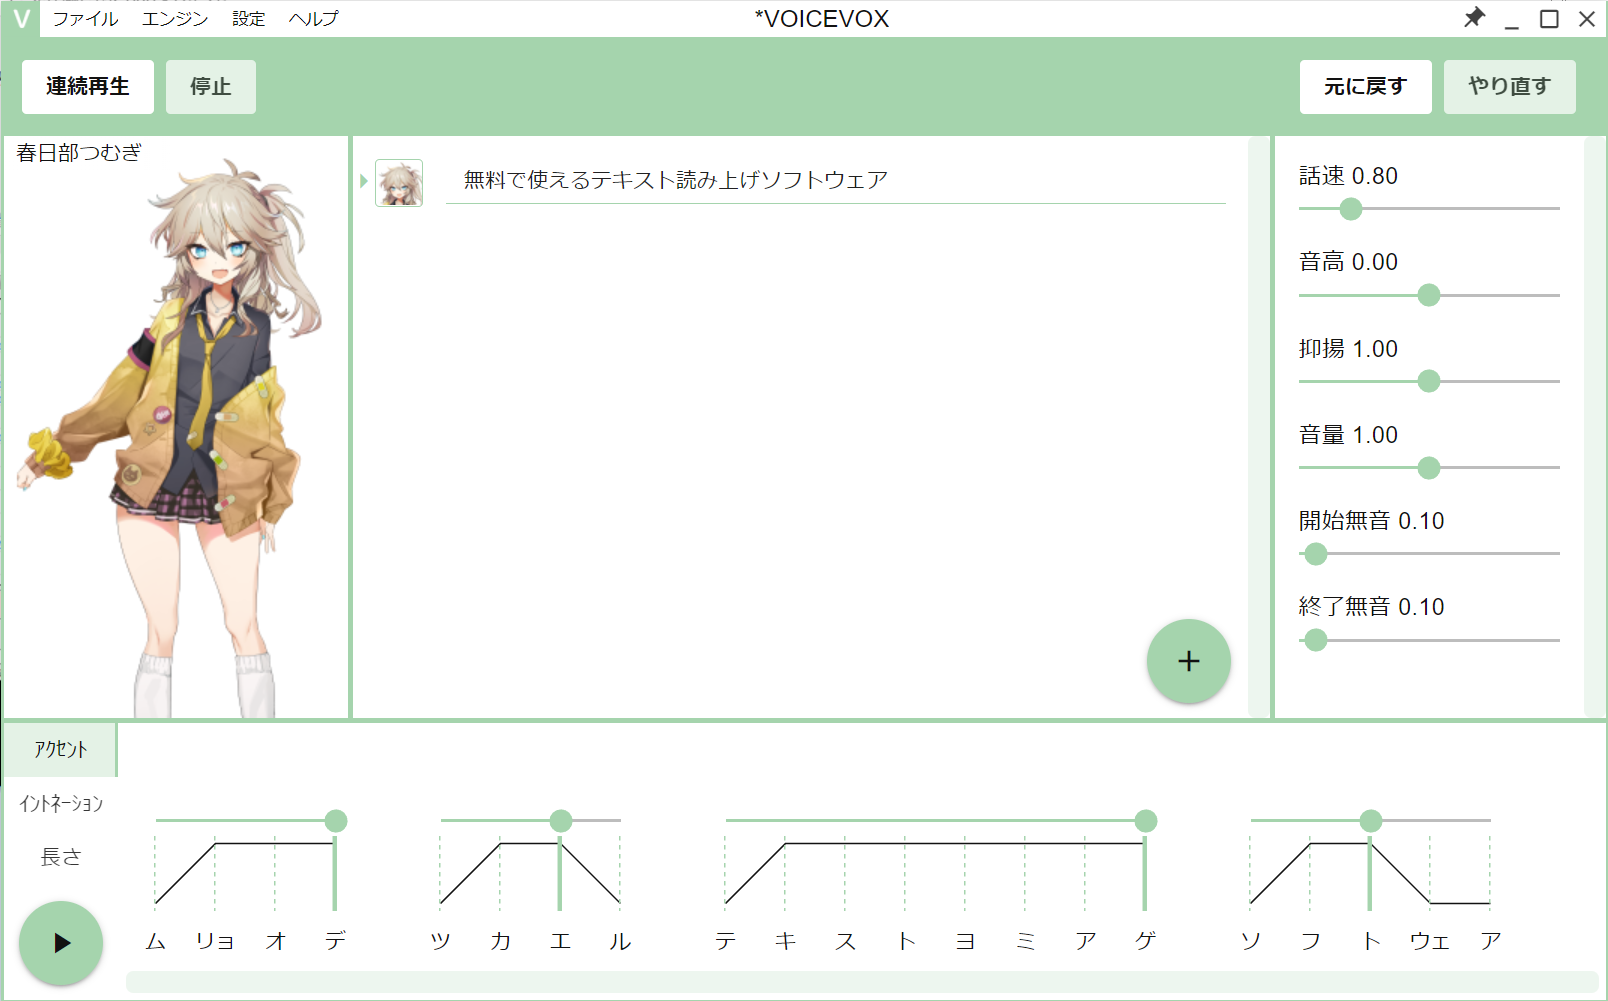 V ファイル エンジン 設定 ヘルプ *VOICEVOX
連続再生 停止 元に戻す やり直す
春日部つむぎ
無料で使えるテキスト読み上げソフトウェア
話速 0.80
音高 0.00
抑揚 1.00
音量 1.00
開始無音 0.10
終了無音 0.10
ｱｸｾﾝﾄ
ｲﾝﾄﾈｰｼｮﾝ
長さ
ム リョ オ デ ツ カ エ ル テ キ ス ト ヨ ミ ア ゲ ソ フ ト ウェ ア